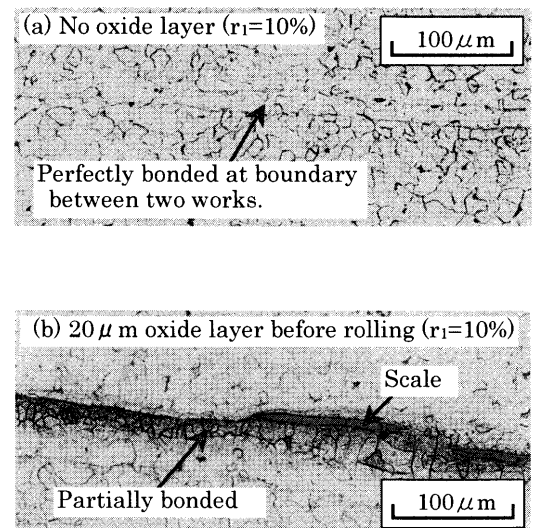 (a) No oxide layer (r₁=10%)
100 μm
Perfectly bonded at boundary
between two works.
(b) 20 μm oxide layer before rolling (r₁=10%)
Scale
Partially bonded
100 μm